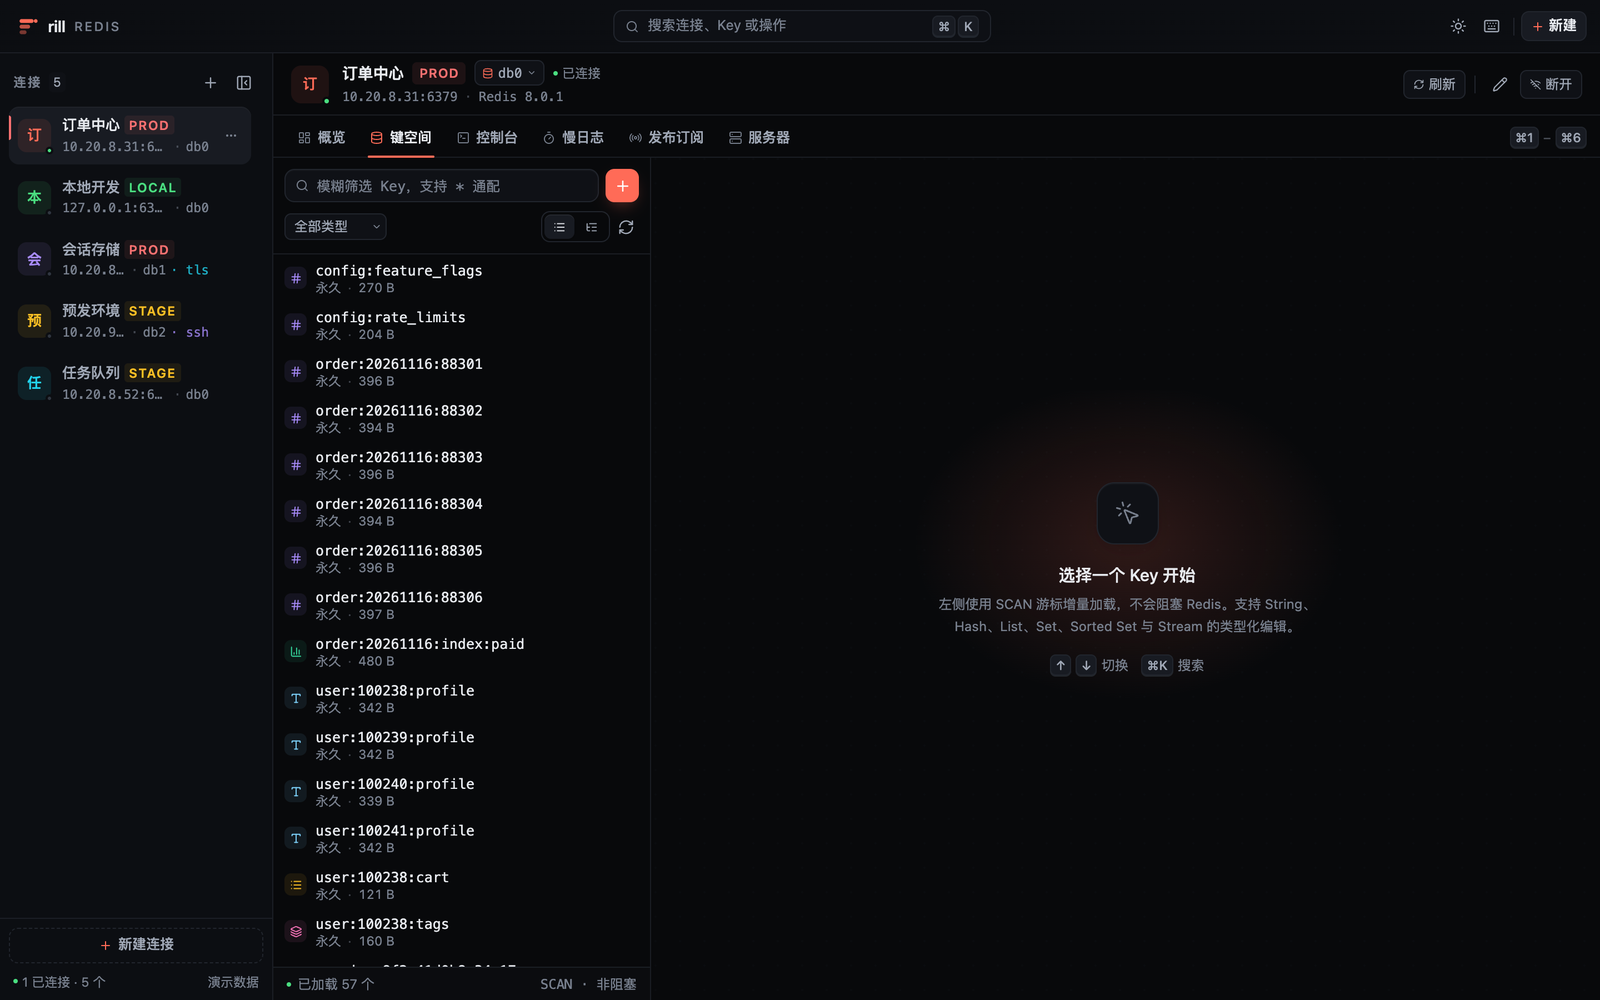 rill REDIS
搜索连接、Key 或操作 ⌘ K
+ 新建
连接 5
订单中心 PROD
10.20.8.31:6… · db0
本地开发 LOCAL
127.0.0.1:63… · db0
会话存储 PROD
10.20.8… · db1 · tls
预发环境 STAGE
10.20.9… · db2 · ssh
任务队列 STAGE
10.20.8.52:6… · db0
+ 新建连接
1 已连接 · 5 个 演示数据
订 订单中心 PROD db0 已连接
10.20.8.31:6379 · Redis 8.0.1
刷新 断开
概览 键空间 控制台 慢日志 发布订阅 服务器 ⌘1 – ⌘6
模糊筛选 Key，支持 * 通配
全部类型
config:feature_flags
永久 · 270 B
config:rate_limits
永久 · 204 B
order:20261116:88301
永久 · 396 B
order:20261116:88302
永久 · 394 B
order:20261116:88303
永久 · 396 B
order:20261116:88304
永久 · 394 B
order:20261116:88305
永久 · 396 B
order:20261116:88306
永久 · 397 B
order:20261116:index:paid
永久 · 480 B
user:100238:profile
永久 · 342 B
user:100239:profile
永久 · 342 B
user:100240:profile
永久 · 339 B
user:100241:profile
永久 · 342 B
user:100238:cart
永久 · 121 B
user:100238:tags
永久 · 160 B
已加载 57 个 SCAN · 非阻塞
选择一个 Key 开始
左侧使用 SCAN 游标增量加载，不会阻塞 Redis。支持 String、
Hash、List、Set、Sorted Set 与 Stream 的类型化编辑。
↑ ↓ 切换 ⌘K 搜索